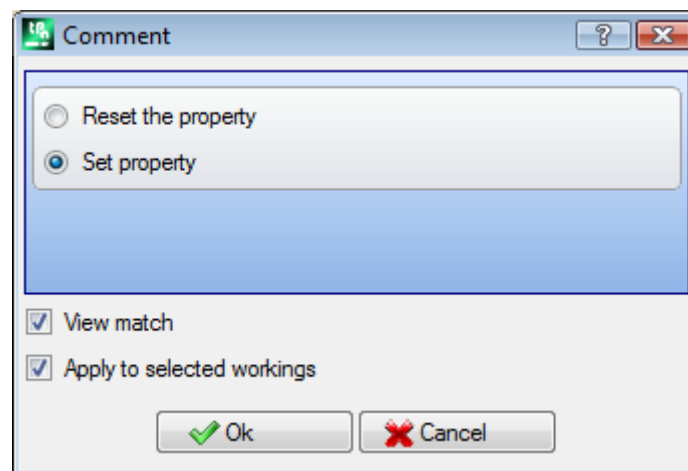 Comment
Reset the property
Set property
View match
Apply to selected workings
Ok
Cancel